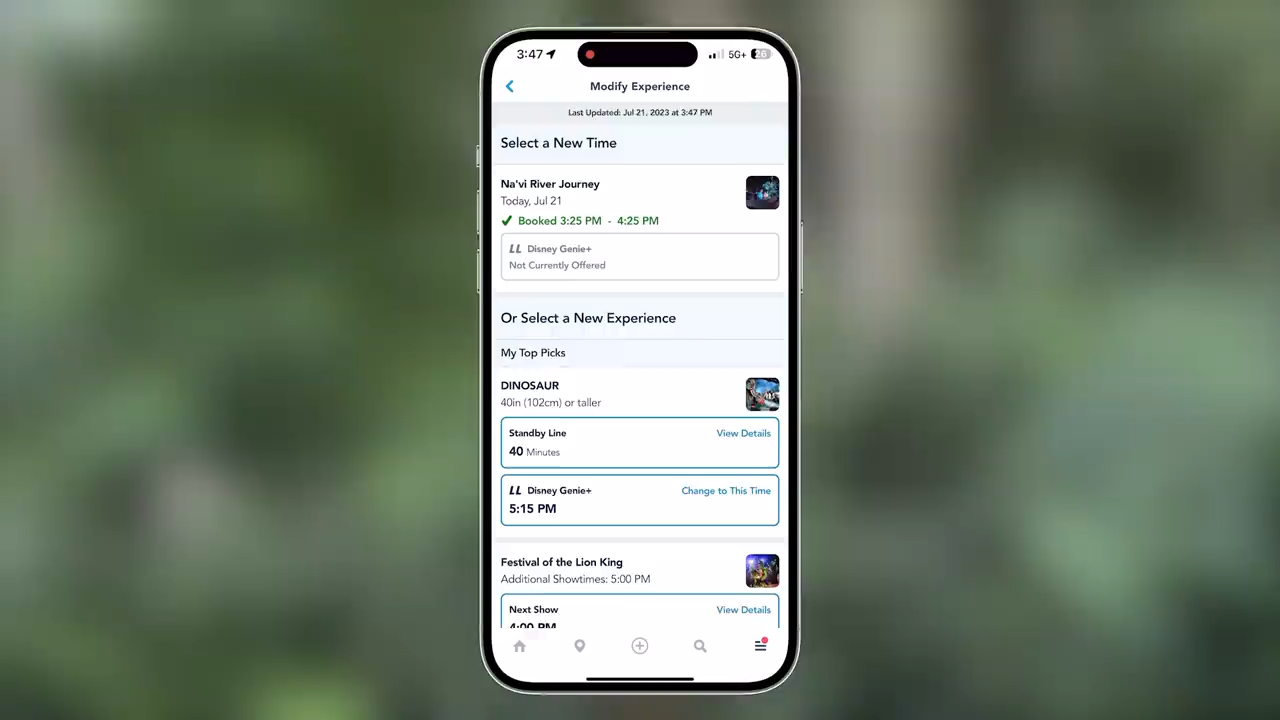 3:47
5G+
26
Modify Experience
Last Updated: Jul 21, 2023 at 3:47 PM
Select a New Time
Na'vi River Journey
Today, Jul 21
Booked 3:25 PM - 4:25 PM
LL Disney Genie+
Not Currently Offered
Or Select a New Experience
My Top Picks
DINOSAUR
40in (102cm) or taller
Standby Line
View Details
40 Minutes
LL Disney Genie+
Change to This Time
5:15 PM
Festival of the Lion King
Additional Showtimes: 5:00 PM
Next Show
View Details
4:00 PM